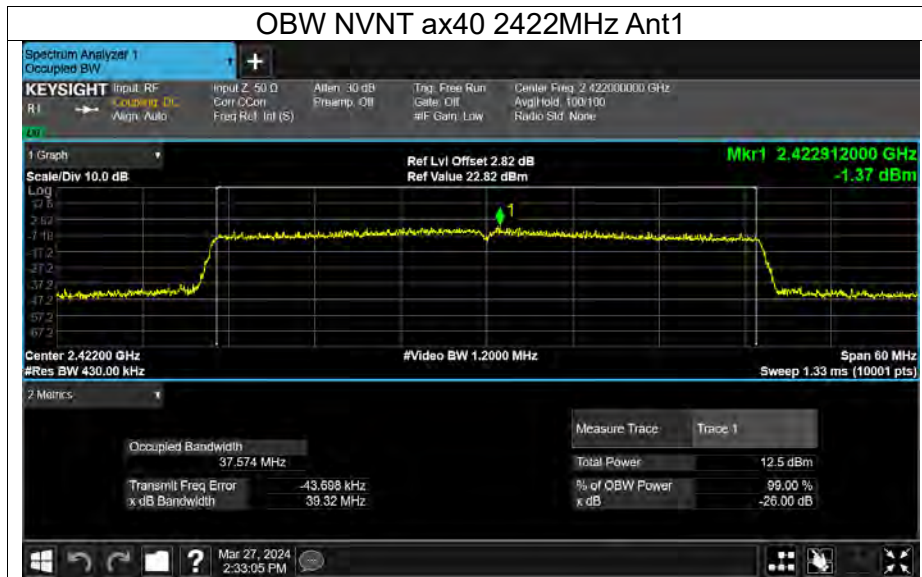 OBW NVNT ax40 2422MHz Ant1
Spectrum Analyzer 1
Occupied BW
KEYSIGHT Input: RF
Coupling: DC
Align: Auto
Input Z: 50 Ω
Corr CCorr
Freq Ref: Int (S)
Atten: 30 dB
Preamp: Off
Trig: Free Run
Gate: Off
#IF Gain: Low
Center Freq: 2.422000000 GHz
Avg|Hold: 100/100
Radio Std: None
1 Graph
Scale/Div 10.0 dB
Ref Lvl Offset 2.82 dB
Ref Value 22.82 dBm
Mkr1 2.422912000 GHz
-1.37 dBm
Log
12.8
2.82
-7.18
-17.2
-27.2
-37.2
-47.2
-57.2
-67.2
1
Center 2.42200 GHz
#Res BW 430.00 kHz
#Video BW 1.2000 MHz
Span 60 MHz
Sweep 1.33 ms (10001 pts)
2 Metrics
Occupied Bandwidth
37.574 MHz
Transmit Freq Error -43.698 kHz
x dB Bandwidth 39.32 MHz
Measure Trace Trace 1
Total Power 12.5 dBm
% of OBW Power 99.00 %
x dB -26.00 dB
?
Mar 27, 2024
2:33:05 PM